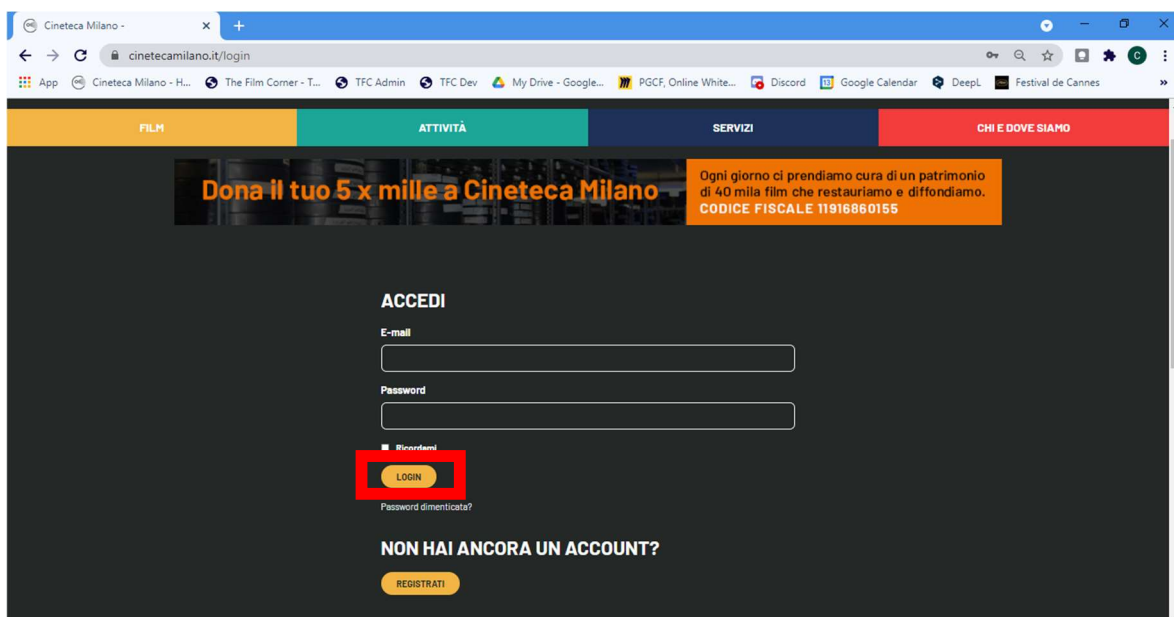 Cineteca Milano -
cinetecamilano.it/login
App Cineteca Milano - H... The Film Corner - T... TFC Admin TFC Dev My Drive - Google... PGCF, Online White... Discord Google Calendar DeepL Festival de Cannes »
FILM ATTIVITÀ SERVIZI CHI E DOVE SIAMO
Dona il tuo 5 x mille a Cineteca Milano
Ogni giorno ci prendiamo cura di un patrimonio
di 40 mila film che restauriamo e diffondiamo.
CODICE FISCALE 11916860155
ACCEDI
E-mail
Password
Ricordami
LOGIN
Password dimenticata?
NON HAI ANCORA UN ACCOUNT?
REGISTRATI